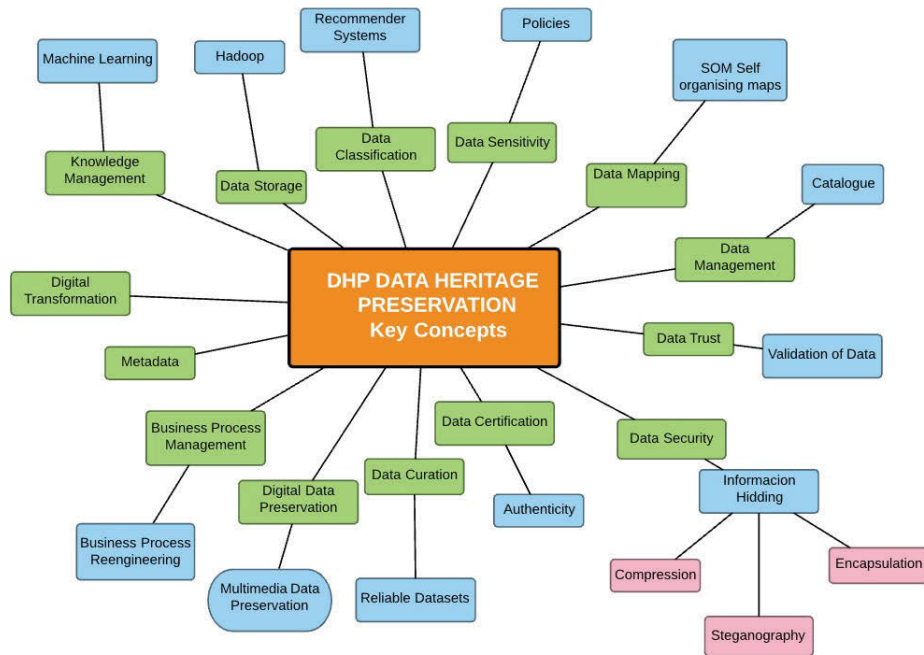 Recommender
Systems
Policies
Machine Learning
Hadoop
SOM Self
organising maps
Data
Classification
Data Sensitivity
Knowledge
Management
Data Storage
Data Mapping
Catalogue
Data
Management
DHP DATA HERITAGE
PRESERVATION
Key Concepts
Digital
Transformation
Data Trust
Validation of Data
Metadata
Business Process
Management
Data Certification
Data Security
Data Curation
Digital Data
Preservation
Informacion
Hidding
Authenticity
Business Process
Reengineering
Multimedia Data
Preservation
Reliable Datasets
Compression
Encapsulation
Steganography